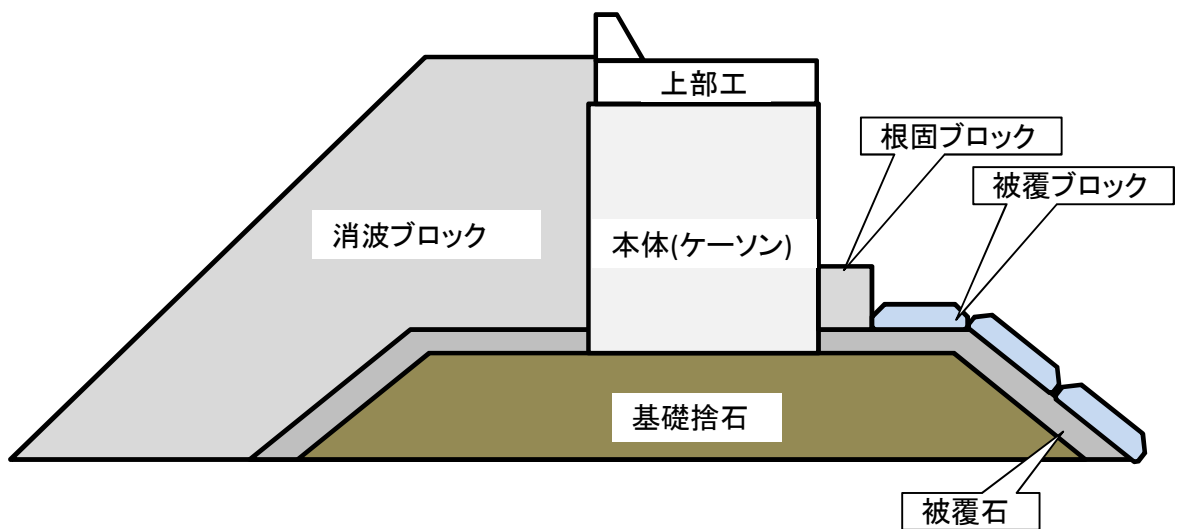 上部工
根固ブロック
被覆ブロック
消波ブロック
本体(ケーソン)
基礎捨石
被覆石